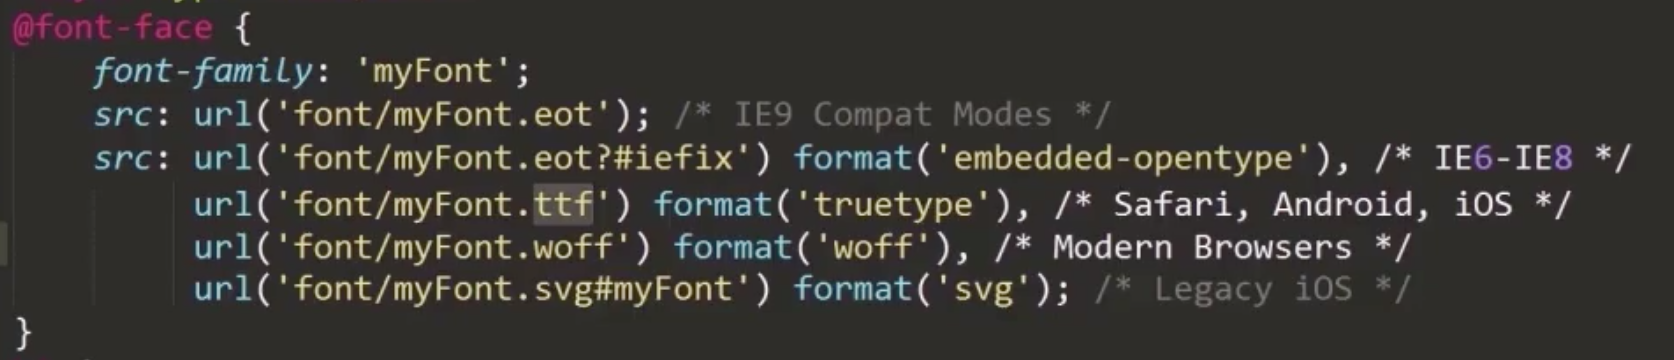 @font-face {
font-family: 'myFont';
src: url('font/myFont.eot'); /* IE9 Compat Modes */
src: url('font/myFont.eot?#iefix') format('embedded-opentype'), /* IE6-IE8 */
url('font/myFont.ttf') format('truetype'), /* Safari, Android, iOS */
url('font/myFont.woff') format('woff'), /* Modern Browsers */
url('font/myFont.svg#myFont') format('svg'); /* Legacy iOS */
}